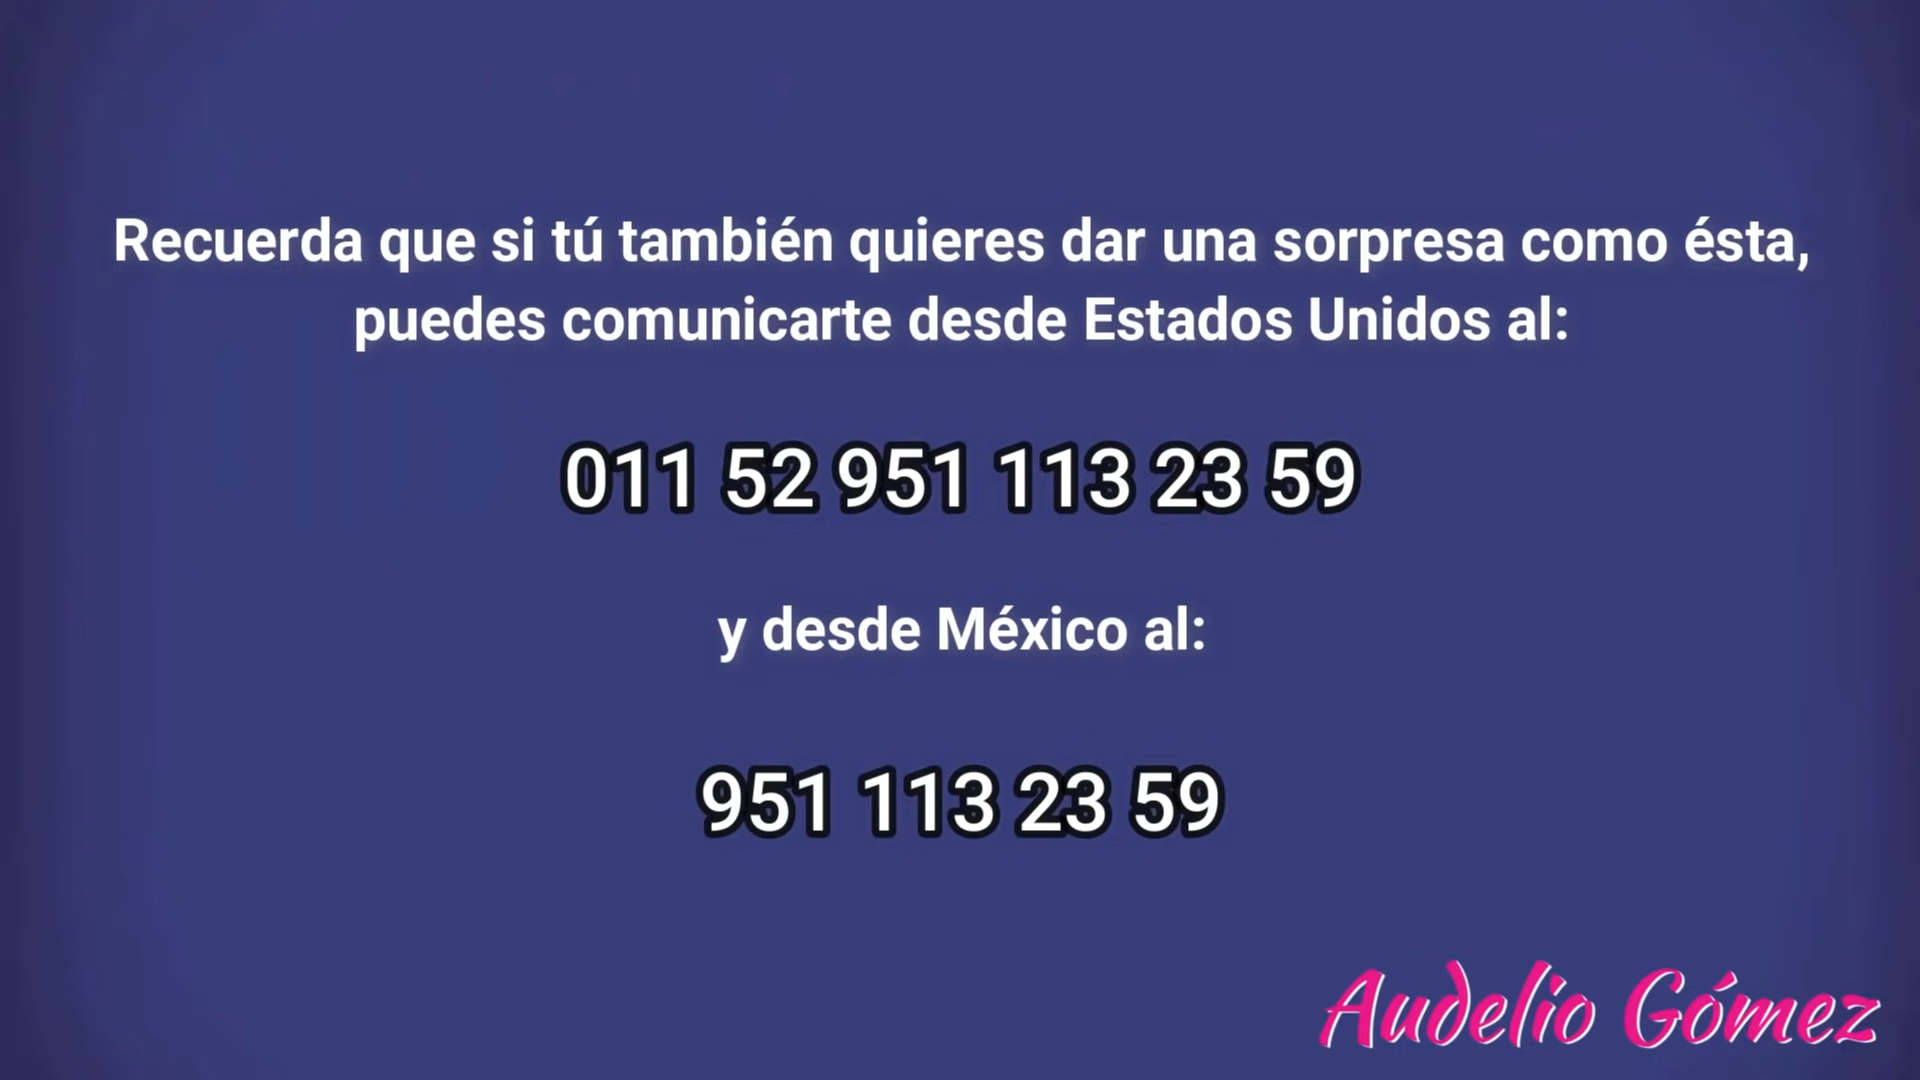 Recuerda que si tú también quieres dar una sorpresa como ésta,
puedes comunicarte desde Estados Unidos al:
011 52 951 113 23 59
y desde México al:
951 113 23 59
Audelio Gómez